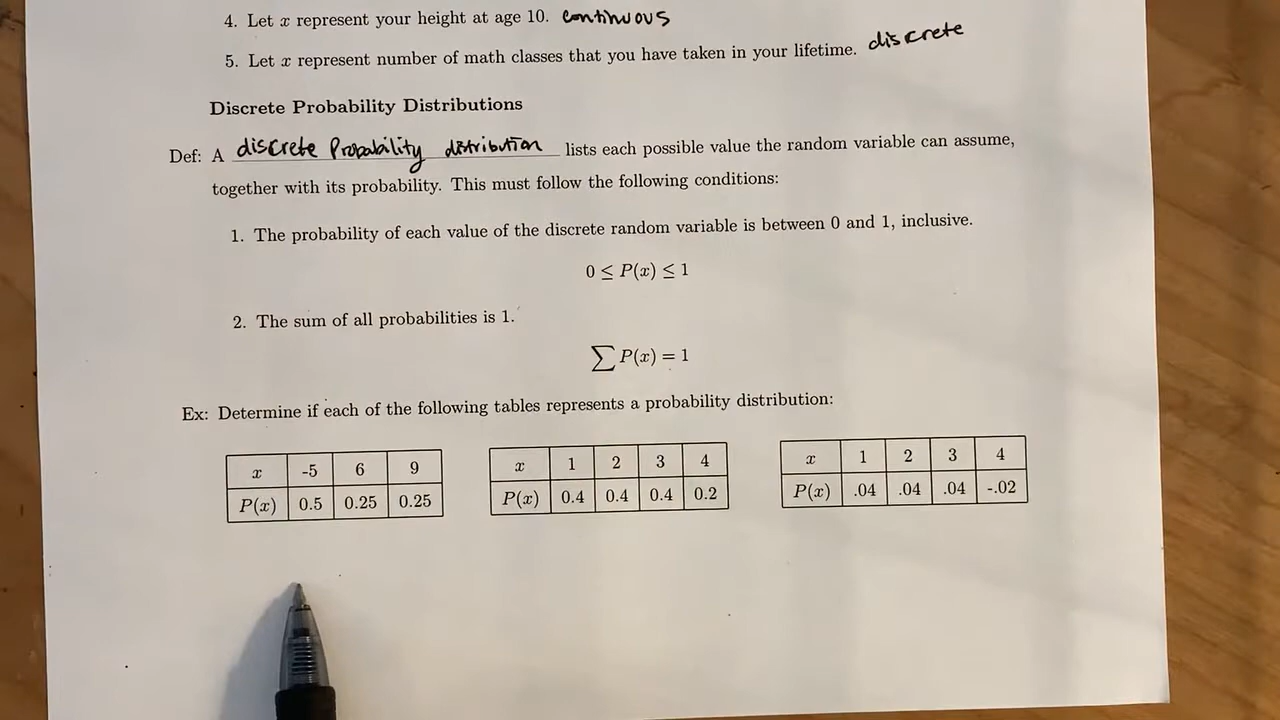 4. Let x represent your height at age 10. continuous
5. Let x represent number of math classes that you have taken in your lifetime. discrete
Discrete Probability Distributions
Def: A discrete Probability distribution lists each possible value the random variable can assume,
together with its probability. This must follow the following conditions:
1. The probability of each value of the discrete random variable is between 0 and 1, inclusive.
0 ≤ P(x) ≤ 1
2. The sum of all probabilities is 1.
∑ P(x) = 1
Ex: Determine if each of the following tables represents a probability distribution:
x -5 6 9
P(x) 0.5 0.25 0.25
x 1 2 3 4
P(x) 0.4 0.4 0.4 0.2
x 1 2 3 4
P(x) .04 .04 .04 -.02